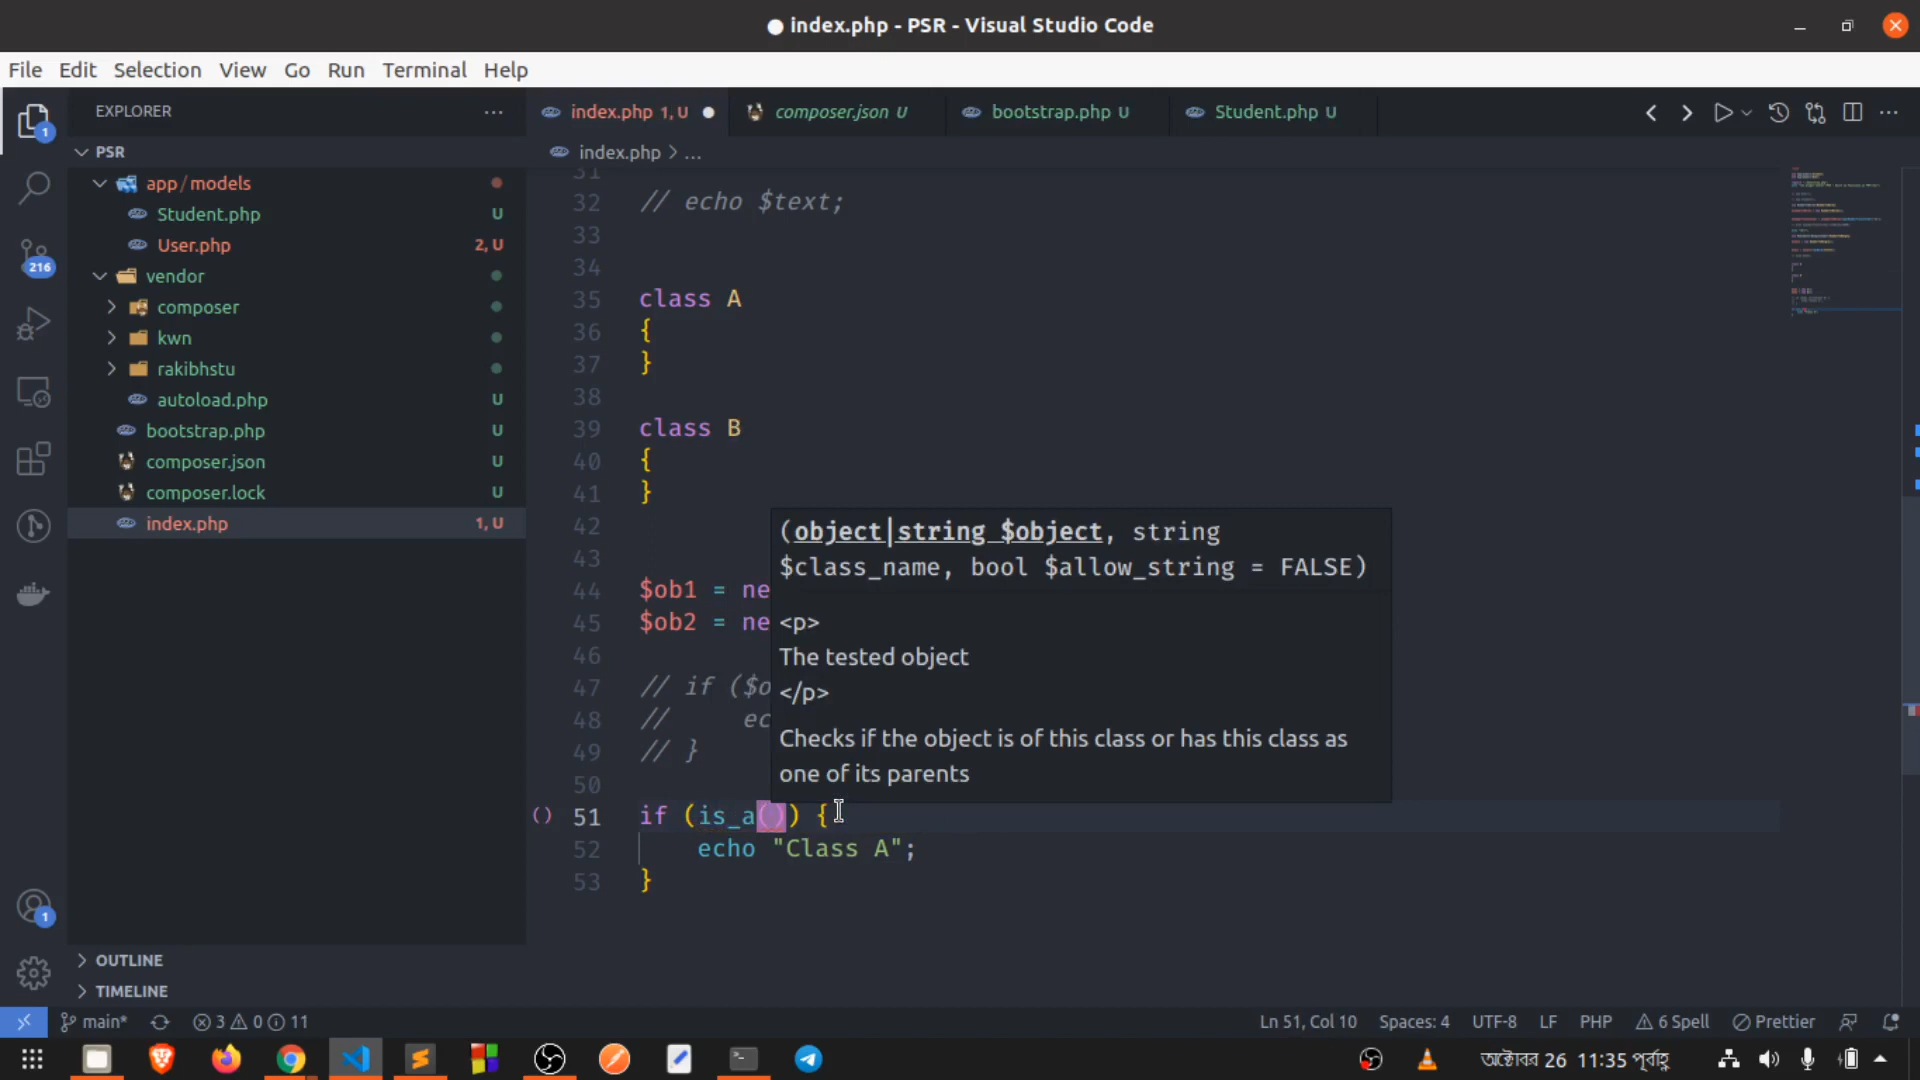 index.php - PSR - Visual Studio Code
File Edit Selection View Go Run Terminal Help
EXPLORER
index.php 1, U
composer.json U
bootstrap.php U
Student.php U
PSR
index.php > ...
app / models
Student.php U
User.php 2, U
vendor
composer
kwn
rakibhstu
autoload.php U
bootstrap.php U
composer.json U
composer.lock U
index.php 1, U
OUTLINE
TIMELINE
1
216
1
31
32 // echo $text;
33
34
35 class A
36 {
37 }
38
39 class B
40 {
41 }
42
43
44 $ob1 = ne
45 $ob2 = ne
46
47 // if ($o
48 // ec
49 // }
50
51 if (is_a()) {
52 echo "Class A";
53 }
(object|string $object, string
$class_name, bool $allow_string = FALSE)
<p>
The tested object
</p>
Checks if the object is of this class or has this class as
one of its parents
main* 3 0 11
Ln 51, Col 10 Spaces: 4 UTF-8 LF PHP 6 Spell Prettier
অক্টোবর 26 11:35 পূর্বাহ্ণ